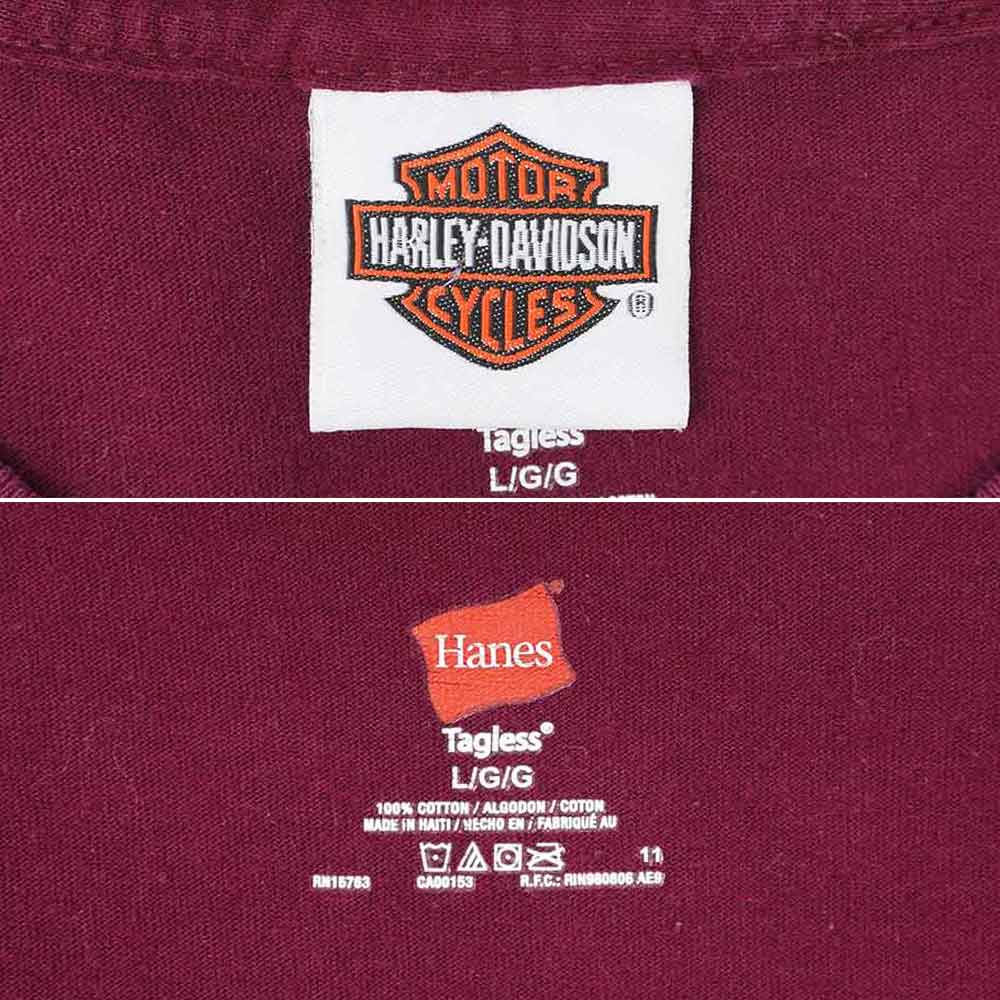 MOTOR
HARLEY-DAVIDSON
CYCLES ®
Tagless
L/G/G
Hanes
Tagless®
L/G/G
100% COTTON / ALGODON / COTON
MADE IN HAITI / HECHO EN / FABRIQUÉ AU
11
RN15763 CA00153 R.F.C.: RIN980806 AE9